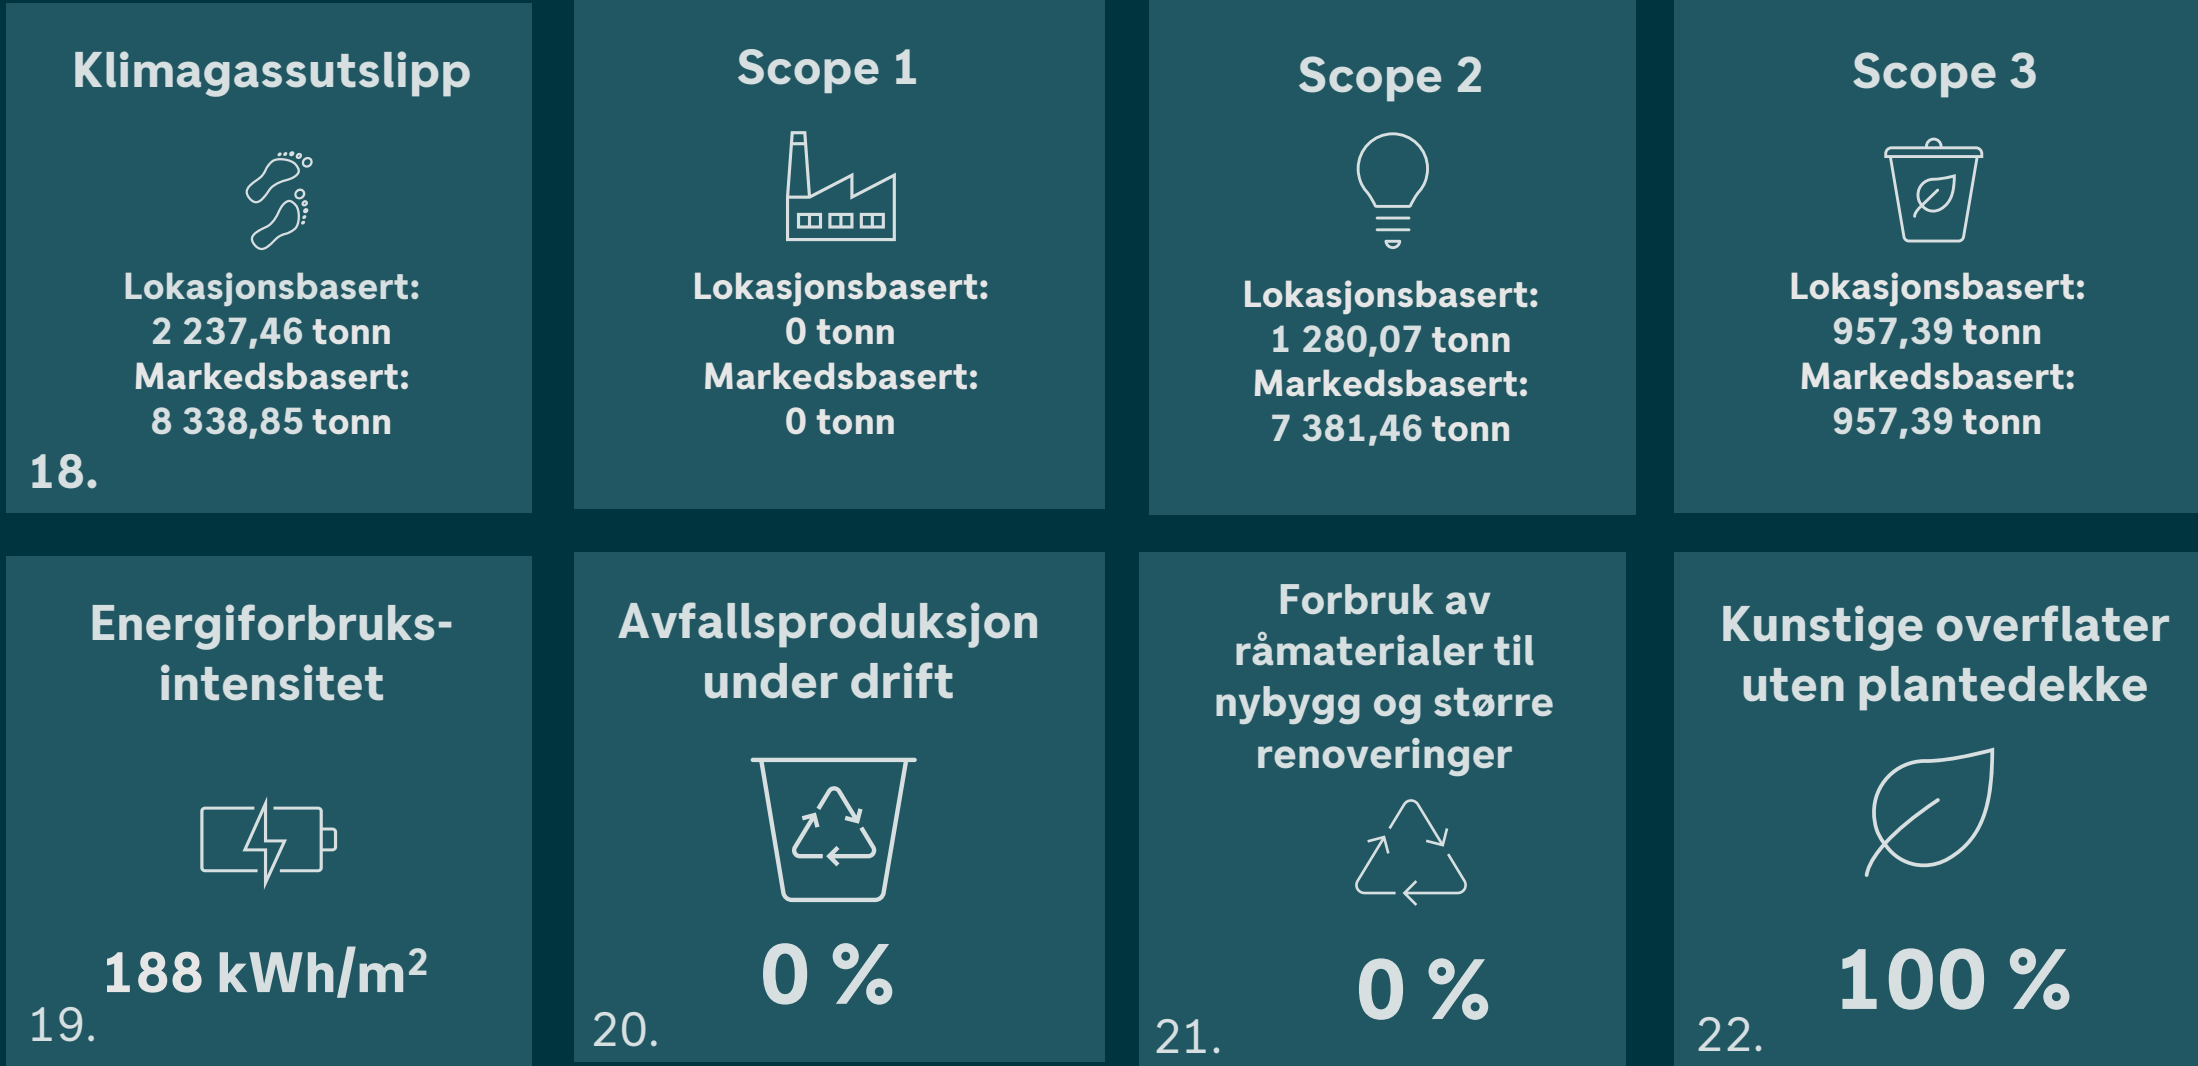 Klimagassutslipp
Lokasjonsbasert:
2 237,46 tonn
Markedsbasert:
8 338,85 tonn
18.
Scope 1
Lokasjonsbasert:
0 tonn
Markedsbasert:
0 tonn
Scope 2
Lokasjonsbasert:
1 280,07 tonn
Markedsbasert:
7 381,46 tonn
Scope 3
Lokasjonsbasert:
957,39 tonn
Markedsbasert:
957,39 tonn
Energiforbruks-
intensitet
188 kWh/m²
19.
Avfallsproduksjon
under drift
0 %
20.
Forbruk av
råmaterialer til
nybygg og større
renoveringer
0 %
21.
Kunstige overflater
uten plantedekke
100 %
22.